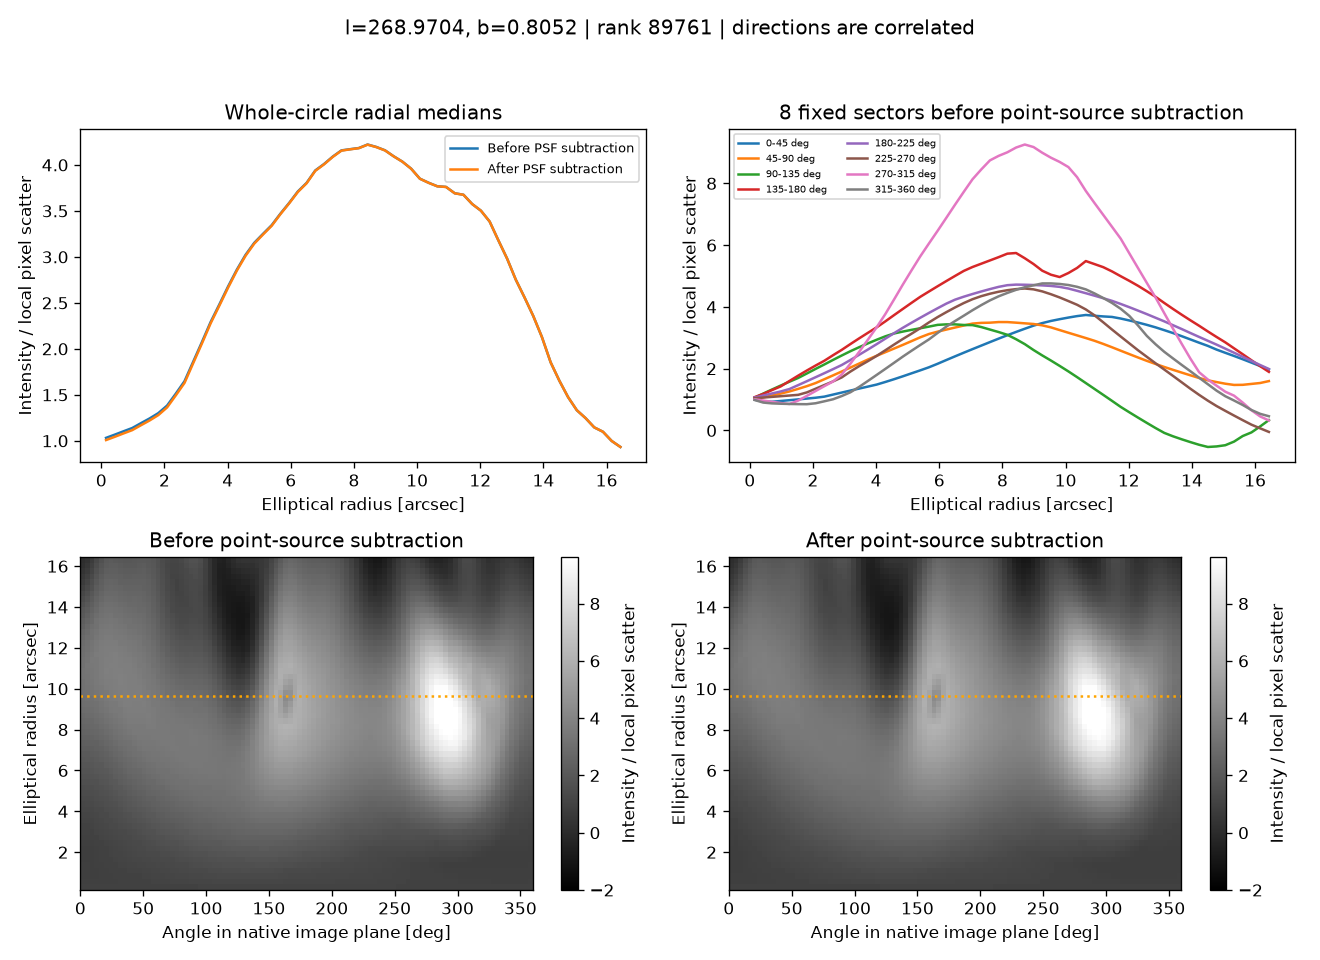 l=268.9704, b=0.8052 | rank 89761 | directions are correlated
Whole-circle radial medians
Before PSF subtraction
After PSF subtraction
Intensity / local pixel scatter
4.0
3.5
3.0
2.5
2.0
1.5
1.0
0 2 4 6 8 10 12 14 16
Elliptical radius [arcsec]
8 fixed sectors before point-source subtraction
0-45 deg
45-90 deg
90-135 deg
135-180 deg
180-225 deg
225-270 deg
270-315 deg
315-360 deg
Intensity / local pixel scatter
8
6
4
2
0
0 2 4 6 8 10 12 14 16
Elliptical radius [arcsec]
Before point-source subtraction
Elliptical radius [arcsec]
16
14
12
10
8
6
4
2
0 50 100 150 200 250 300 350
Angle in native image plane [deg]
8
6
4
2
0
−2
Intensity / local pixel scatter
After point-source subtraction
Elliptical radius [arcsec]
16
14
12
10
8
6
4
2
0 50 100 150 200 250 300 350
Angle in native image plane [deg]
8
6
4
2
0
−2
Intensity / local pixel scatter